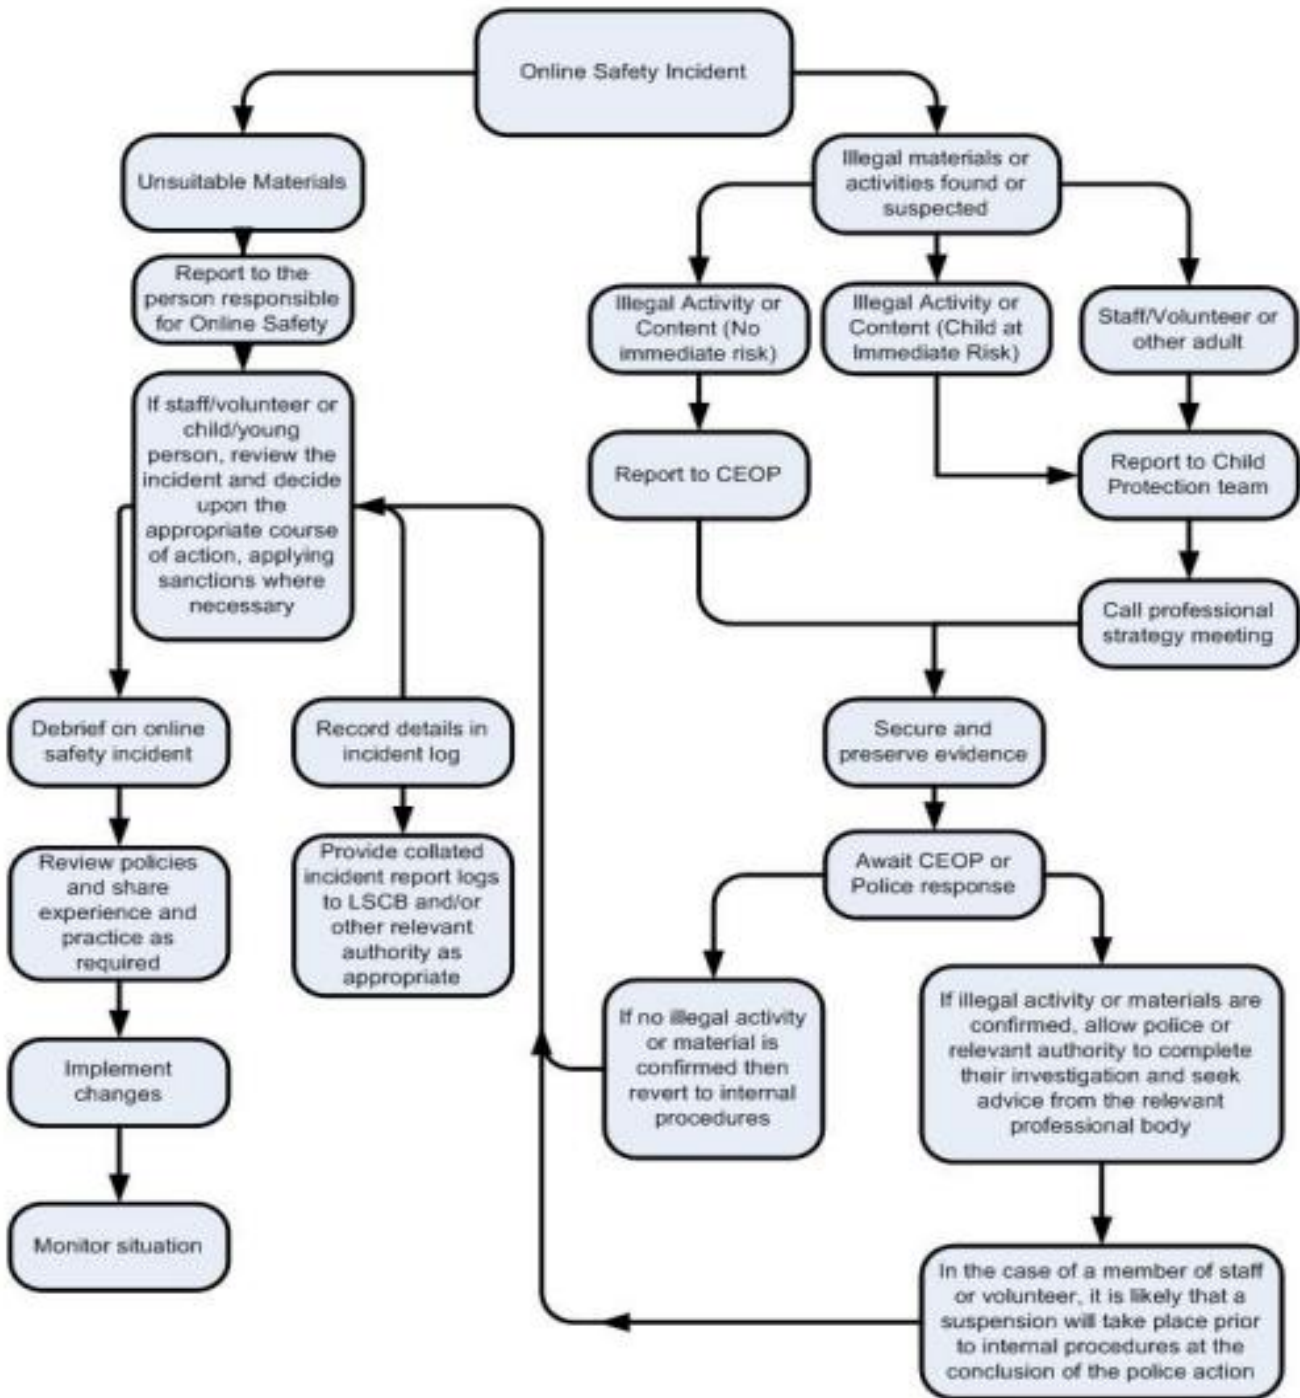 Online Safety Incident
Unsuitable Materials
Illegal materials or
activities found or
suspected
Report to the
person responsible
for Online Safety
Illegal Activity or
Content (No
immediate risk)
Illegal Activity or
Content (Child at
Immediate Risk)
Staff/Volunteer or
other adult
If staff/volunteer or
child/young
person, review the
incident and decide
upon the
appropriate course
of action, applying
sanctions where
necessary
Report to CEOP
Report to Child
Protection team
Call professional
strategy meeting
Debrief on online
safety incident
Record details in
incident log
Secure and
preserve evidence
Review policies
and share
experience and
practice as
required
Provide collated
incident report logs
to LSCB and/or
other relevant
authority as
appropriate
Await CEOP or
Police response
If no illegal activity
or material is
confirmed then
revert to internal
procedures
If illegal activity or materials are
confirmed, allow police or
relevant authority to complete
their investigation and seek
advice from the relevant
professional body
Implement
changes
Monitor situation
In the case of a member of staff
or volunteer, it is likely that a
suspension will take place prior
to internal procedures at the
conclusion of the police action